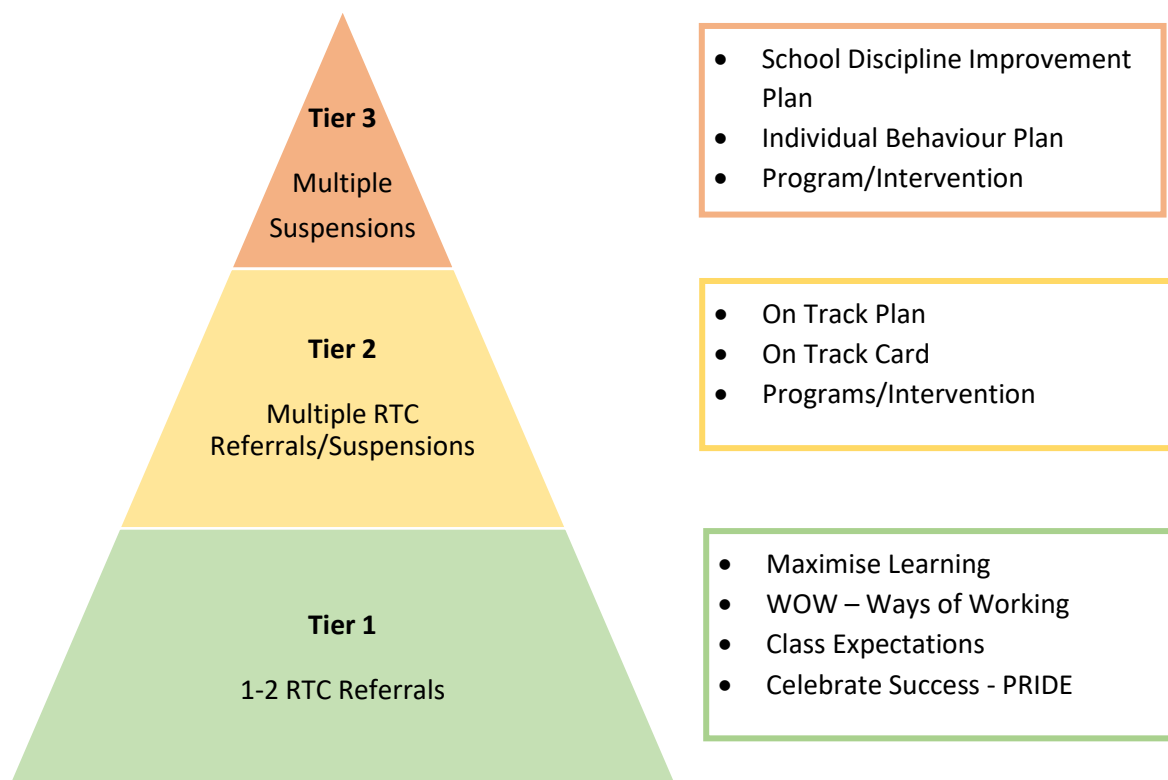 Tier 3
Multiple
Suspensions
• School Discipline Improvement
Plan
• Individual Behaviour Plan
• Program/Intervention
Tier 2
Multiple RTC
Referrals/Suspensions
• On Track Plan
• On Track Card
• Programs/Intervention
Tier 1
1-2 RTC Referrals
• Maximise Learning
• WOW – Ways of Working
• Class Expectations
• Celebrate Success - PRIDE